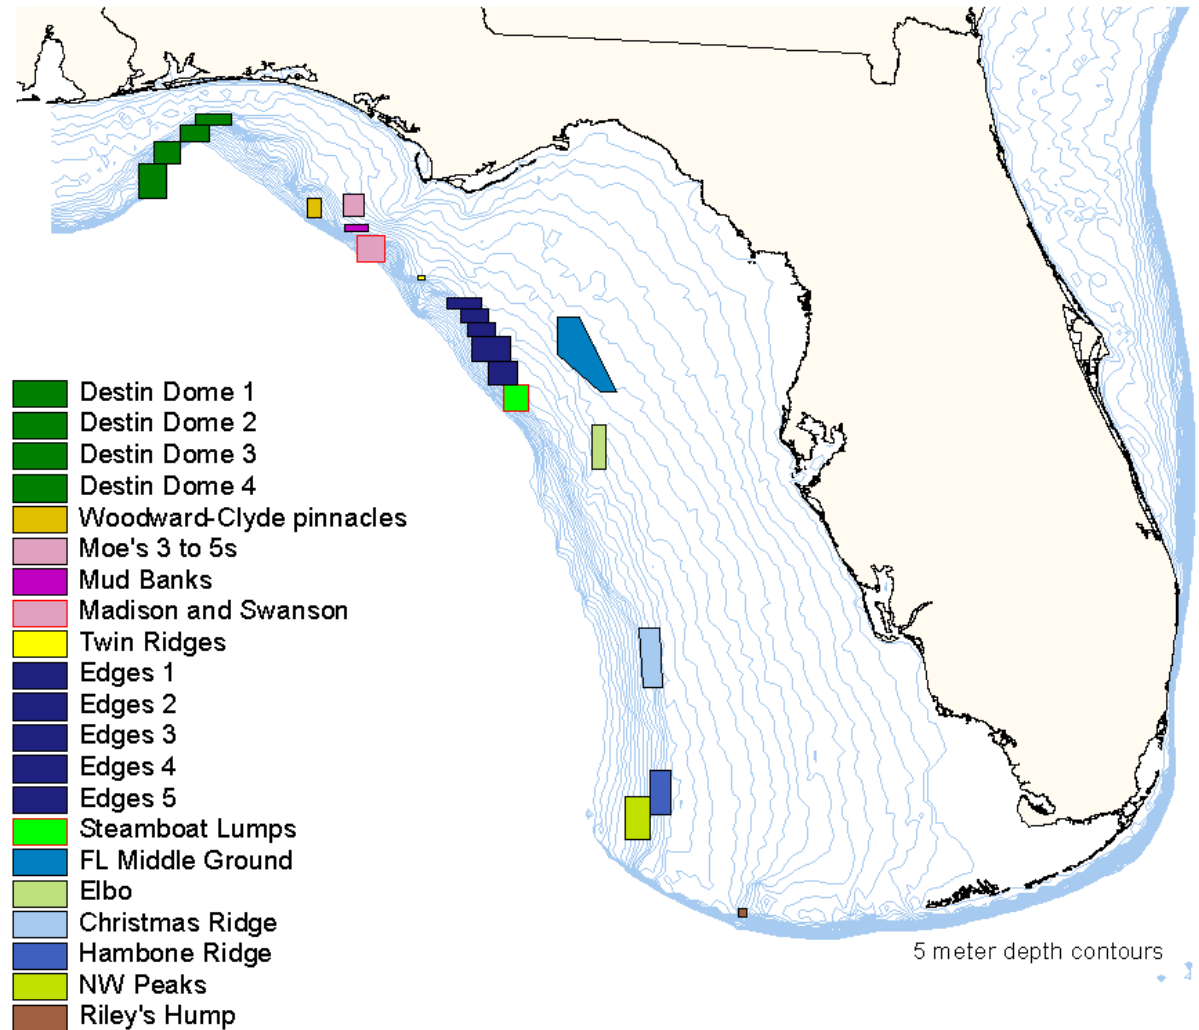 Destin Dome 1
Destin Dome 2
Destin Dome 3
Destin Dome 4
Woodward-Clyde pinnacles
Moe's 3 to 5s
Mud Banks
Madison and Swanson
Twin Ridges
Edges 1
Edges 2
Edges 3
Edges 4
Edges 5
Steamboat Lumps
FL Middle Ground
Elbo
Christmas Ridge
Hambone Ridge
NW Peaks
Riley's Hump
5 meter depth contours